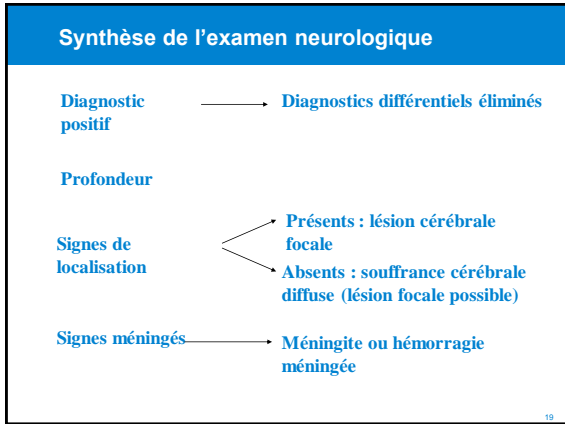 Synthèse de l'examen neurologique
Diagnostic
positif
Diagnostics différentiels éliminés
Profondeur
Signes de
localisation
Présents : lésion cérébrale
focale
Absents : souffrance cérébrale
diffuse (lésion focale possible)
Signes méningés
Méningite ou hémorragie
méningée
19